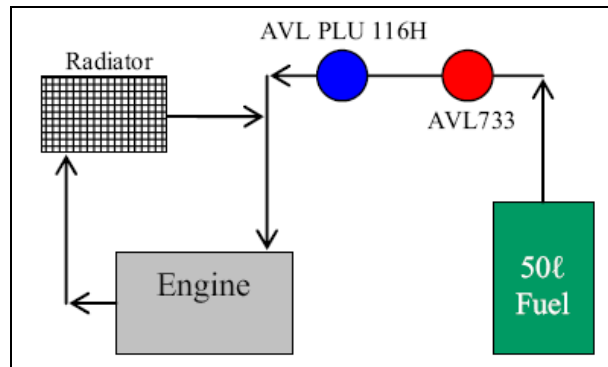 AVL PLU 116H
Radiator
AVL733
Engine
50ℓ
Fuel